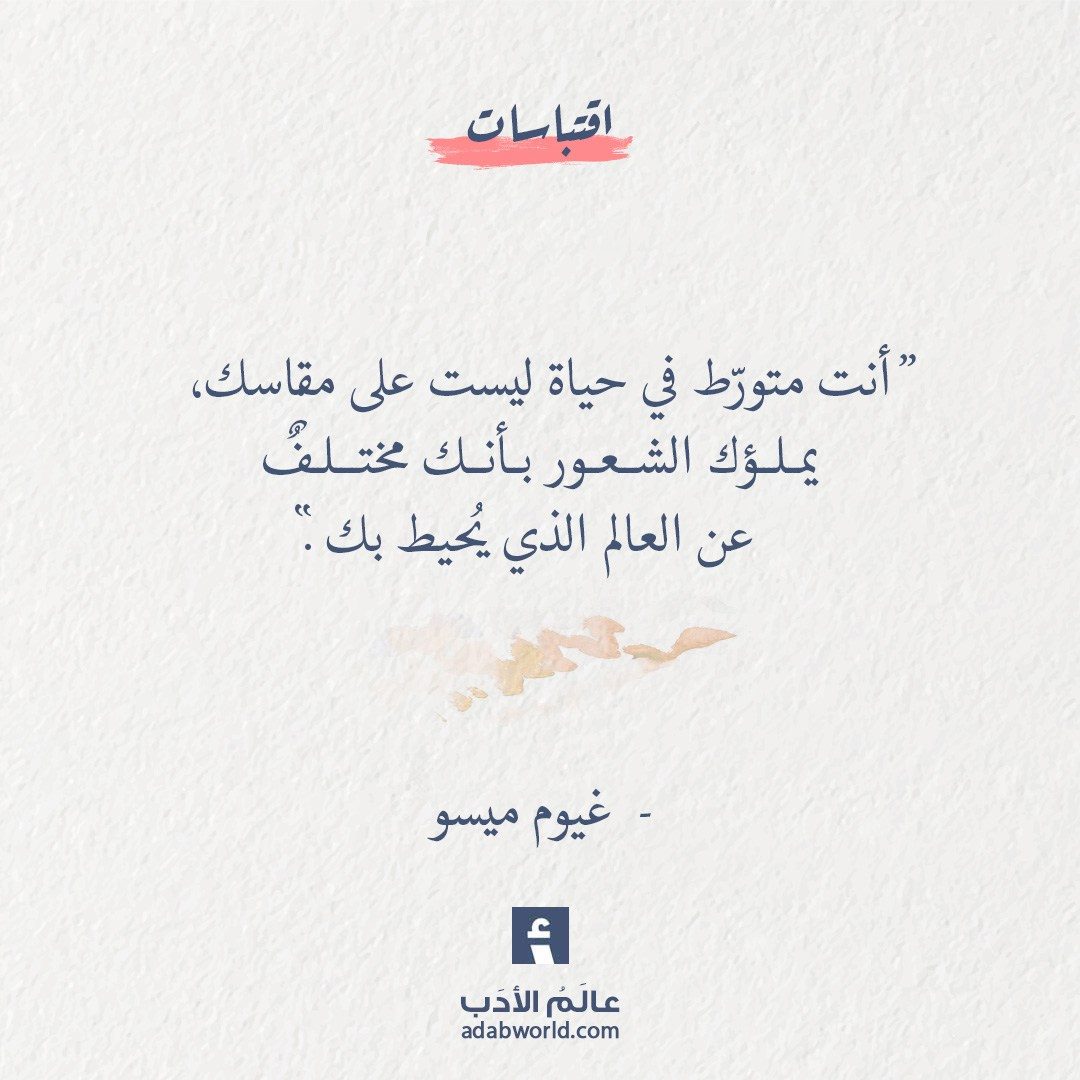 اقتباسات
”أنت متورّط في حياة ليست على مقاسك،
يملؤك الشعور بأنك مختلفٌ
عن العالم الذي يُحيط بك .“
- غيوم ميسو
أ
عالَمُ الأدَب
adabworld.com